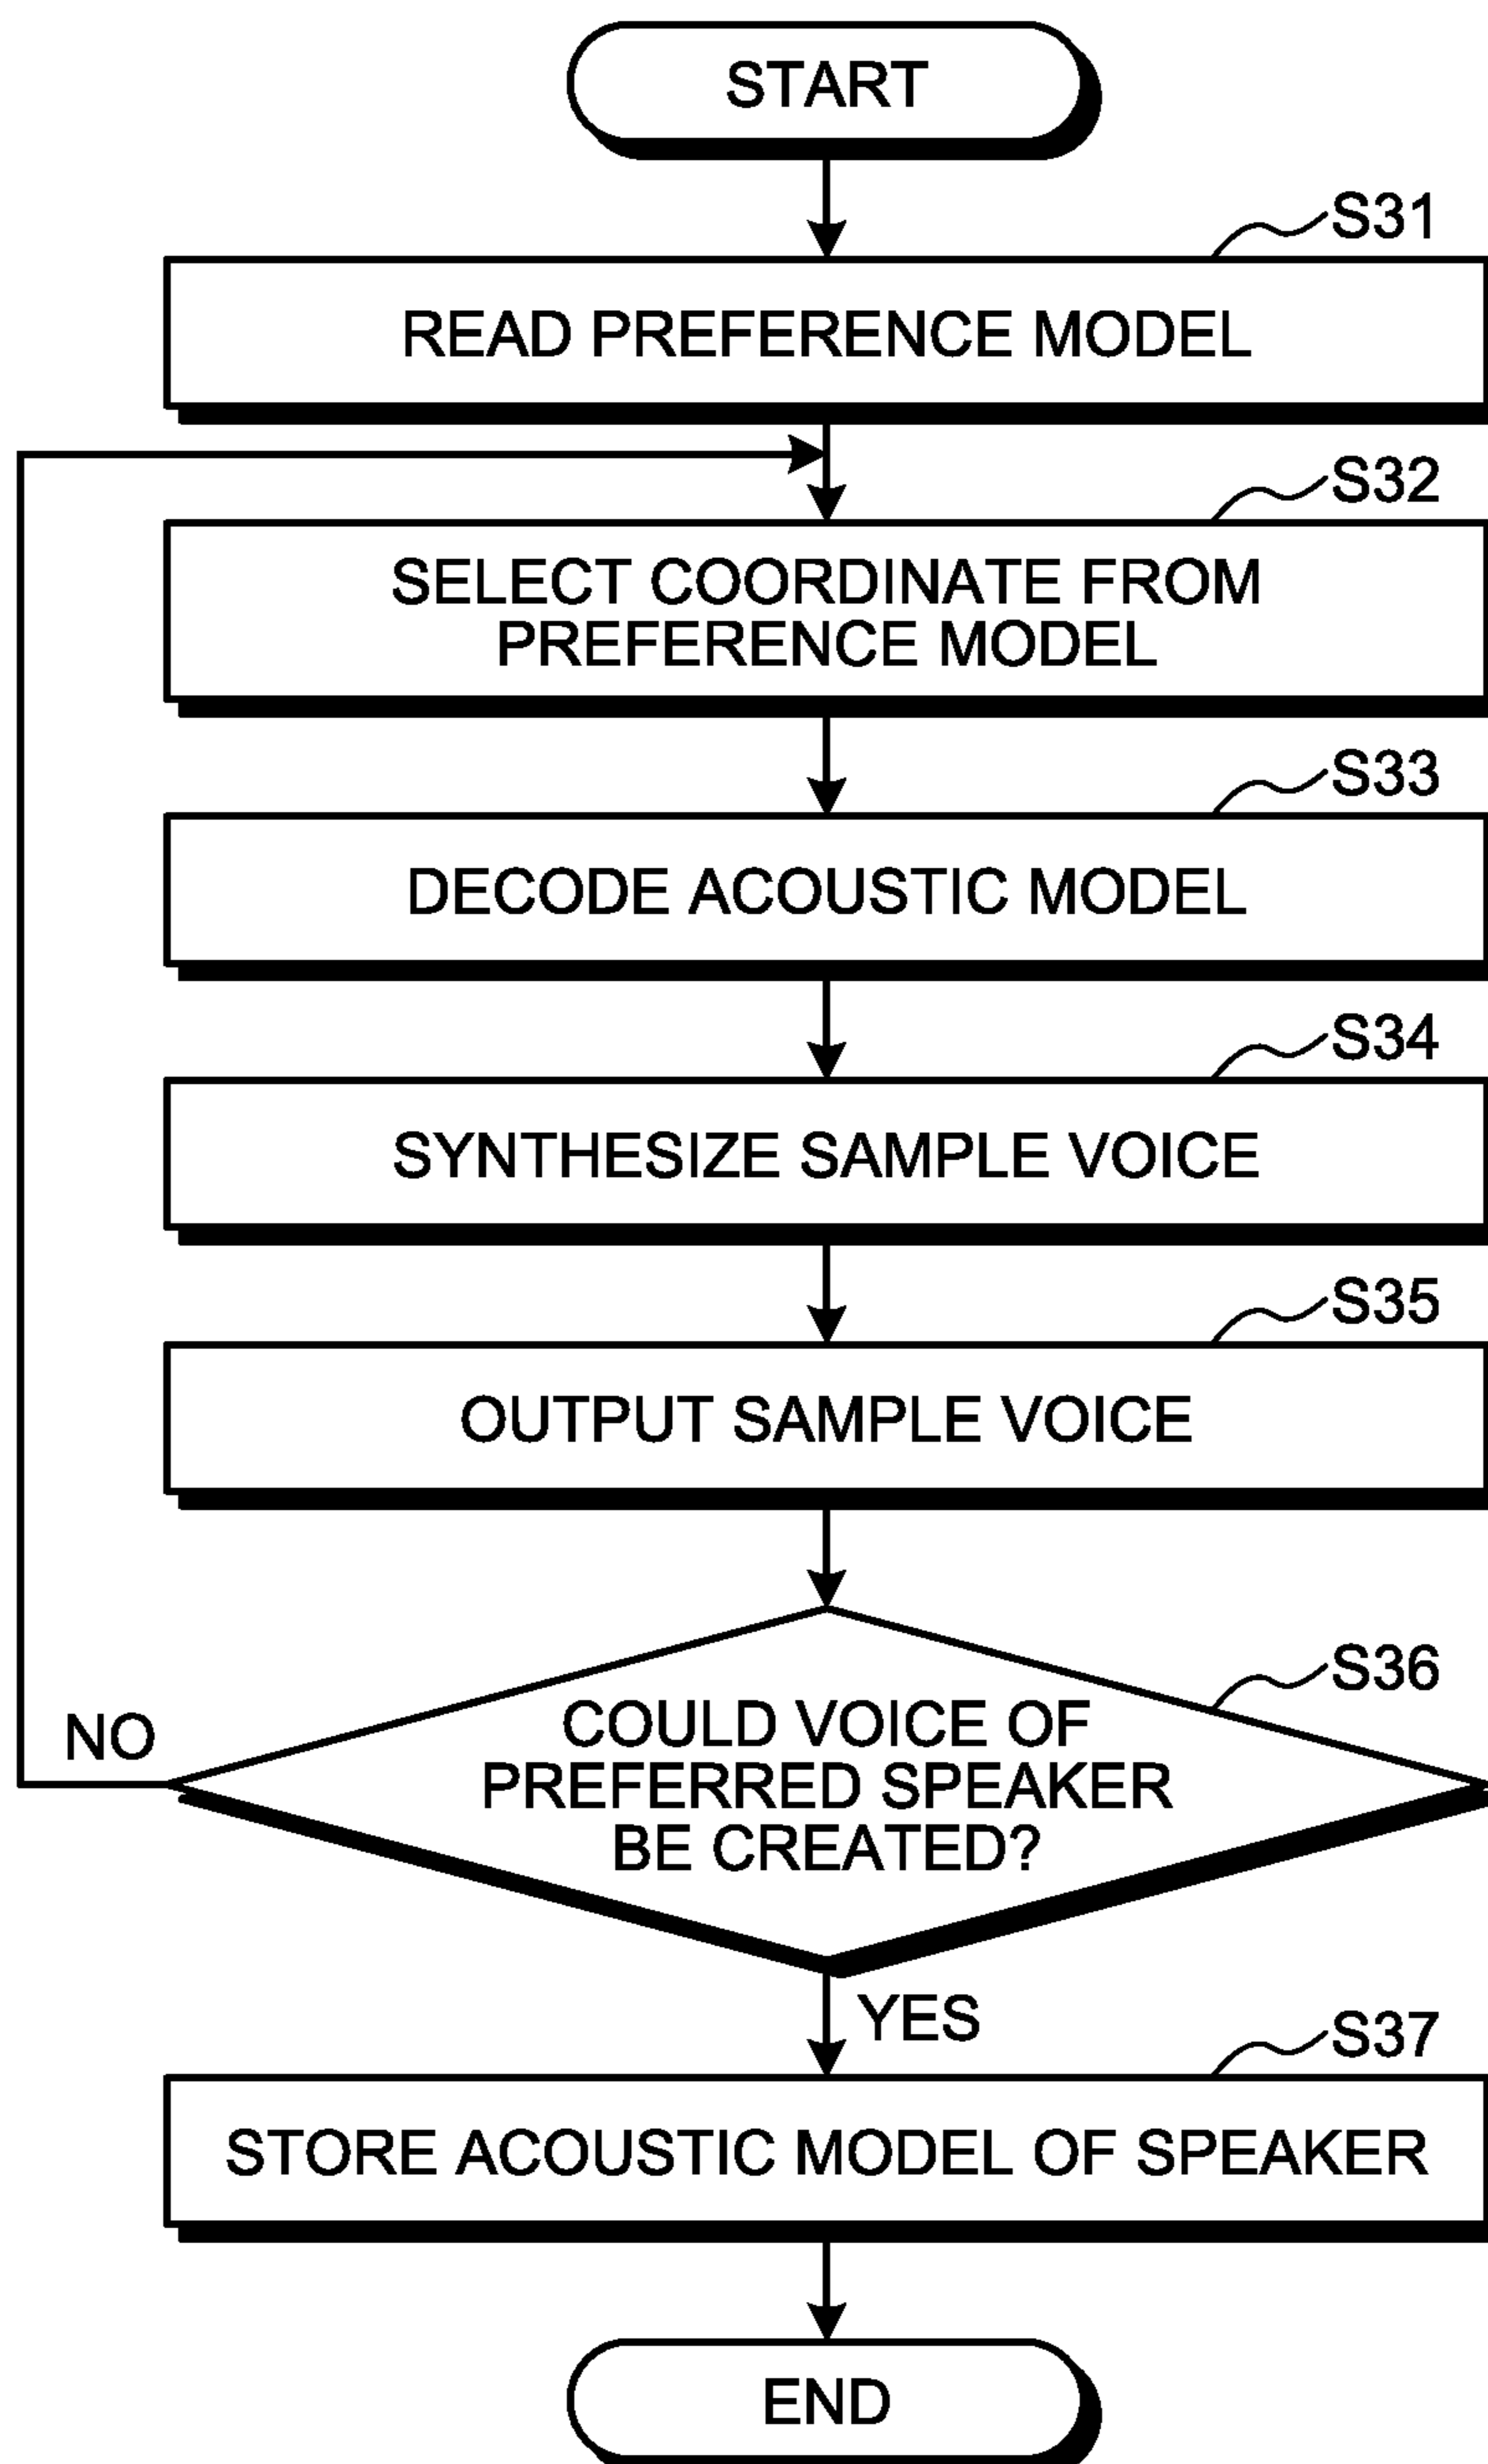 START
S31
READ PREFERENCE MODEL
S32
SELECT COORDINATE FROM
PREFERENCE MODEL
S33
DECODE ACOUSTIC MODEL
S34
SYNTHESIZE SAMPLE VOICE
S35
OUTPUT SAMPLE VOICE
S36
COULD VOICE OF
PREFERRED SPEAKER
BE CREATED?
NO
YES
S37
STORE ACOUSTIC MODEL OF SPEAKER
END